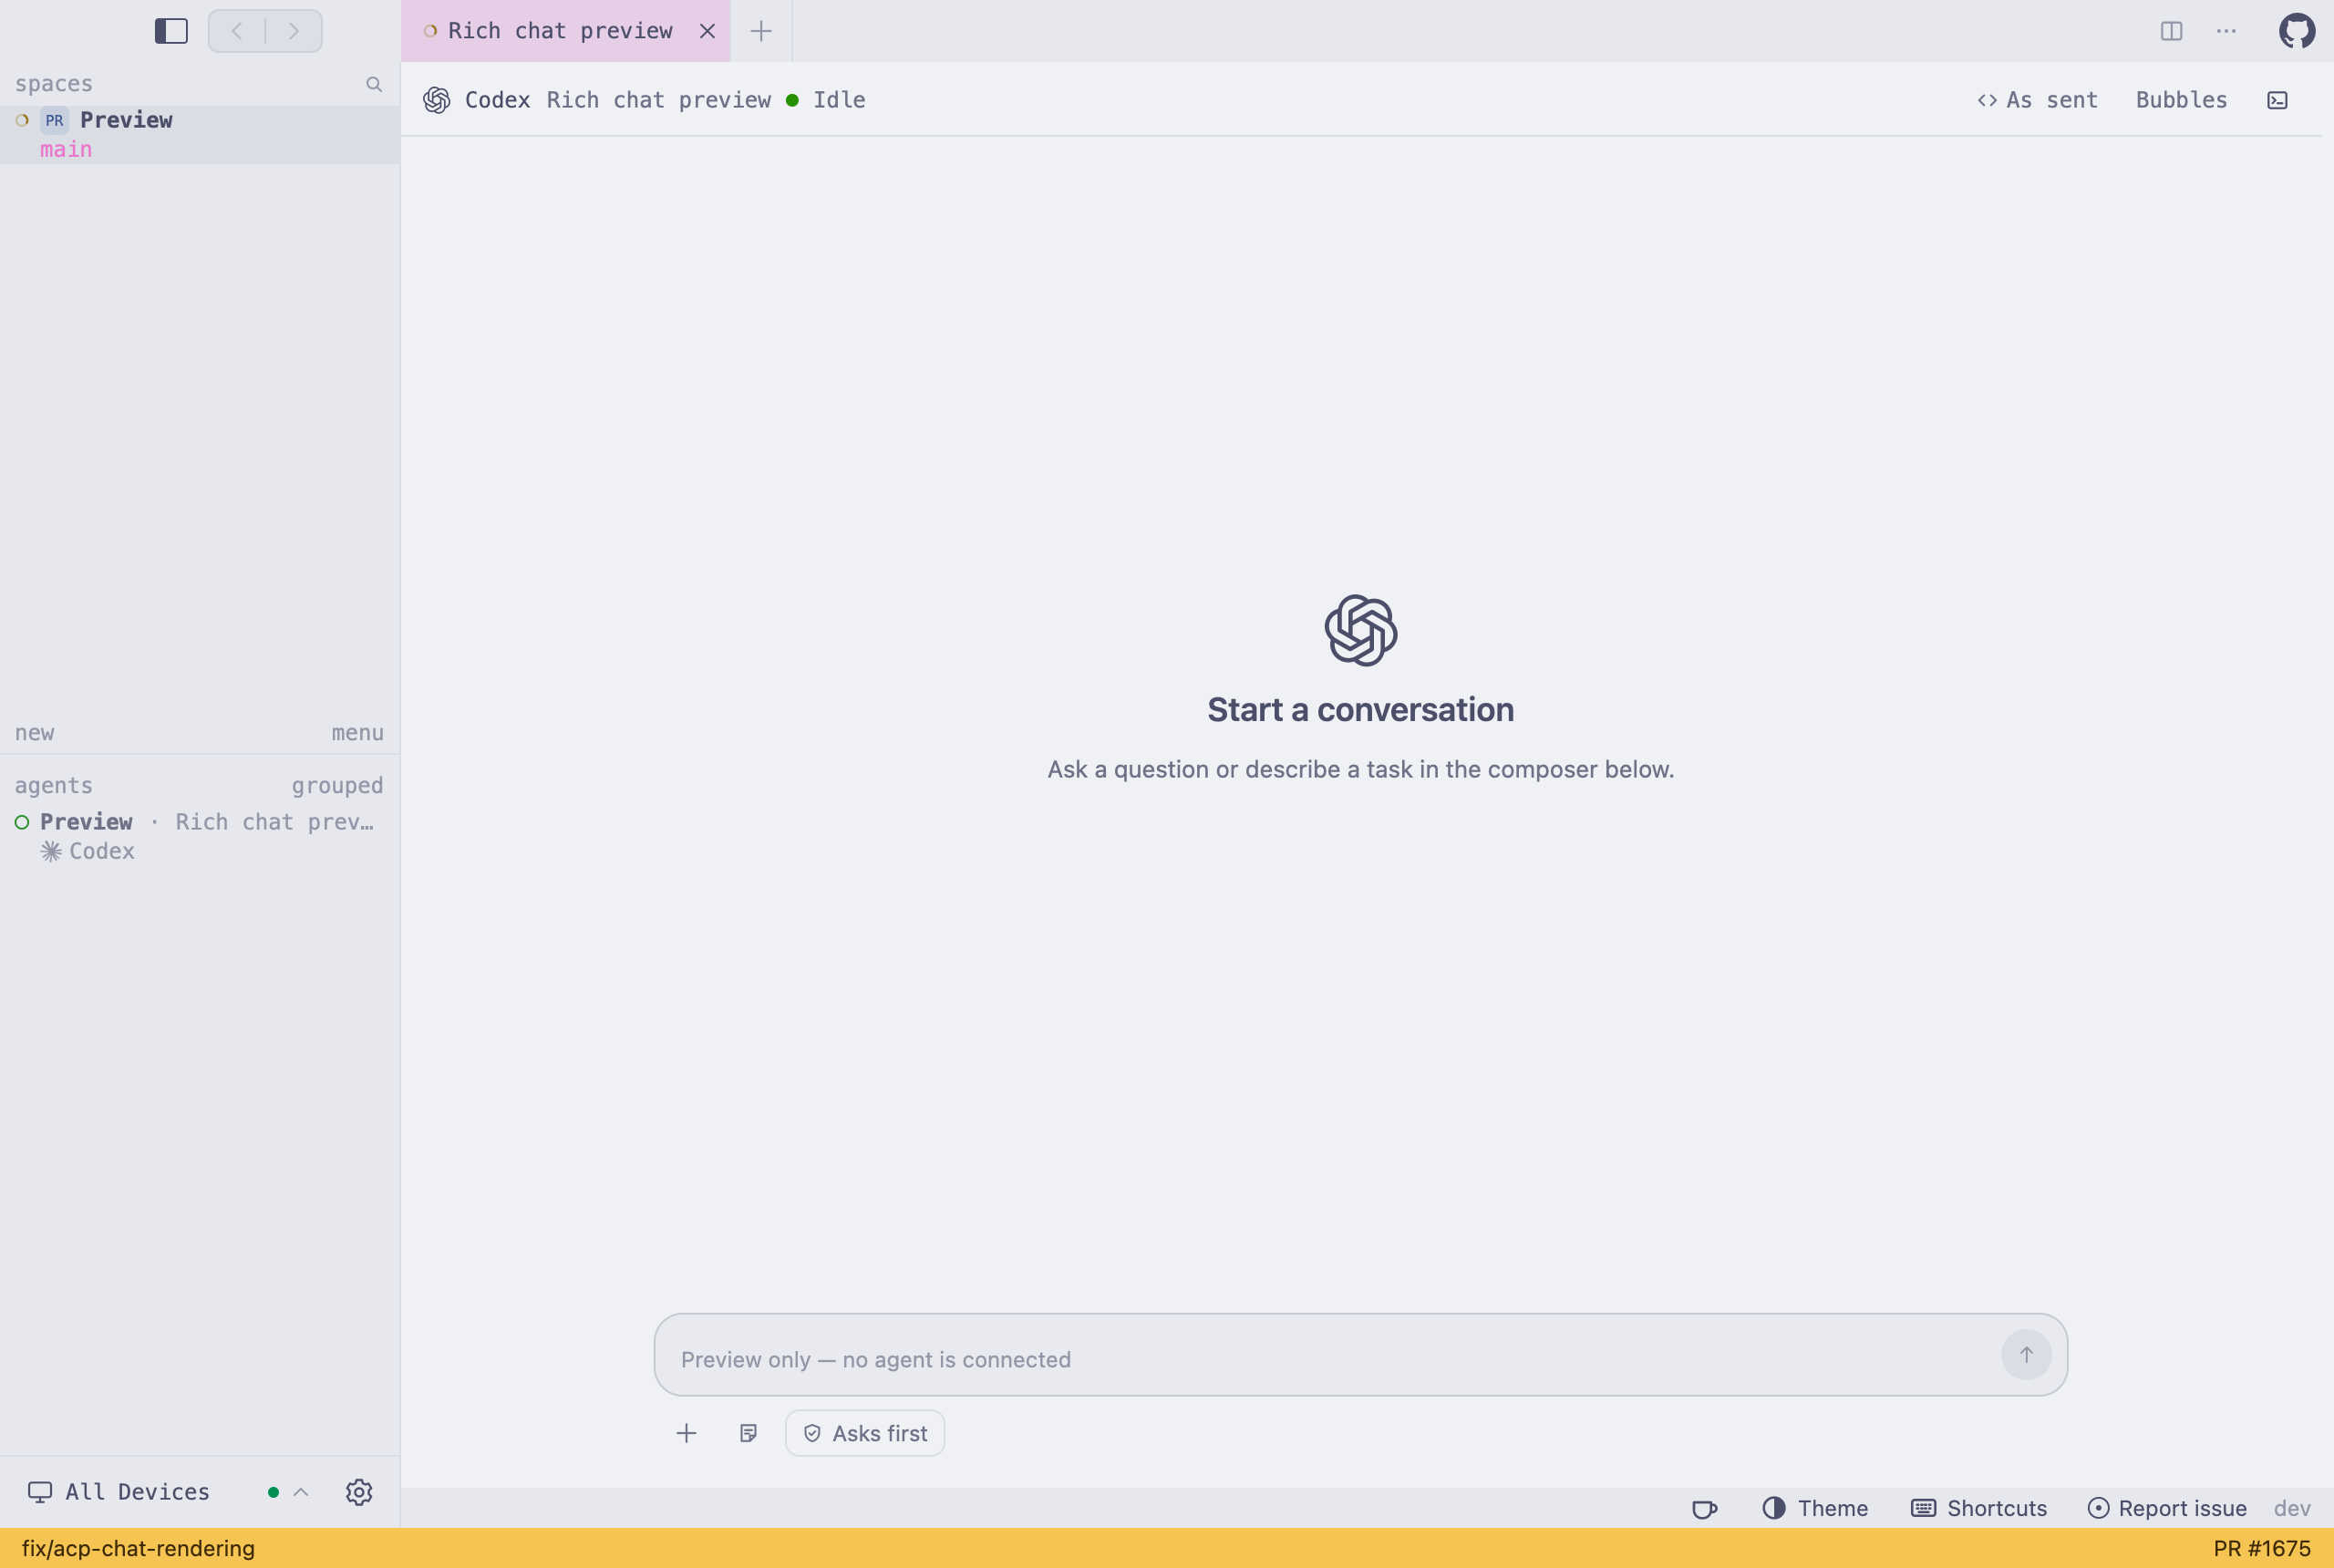 Rich chat preview
spaces
PR Preview
main
Codex Rich chat preview Idle
<> As sent Bubbles
Start a conversation
Ask a question or describe a task in the composer below.
new menu
agents grouped
Preview · Rich chat prev…
Codex
Preview only — no agent is connected
Asks first
All Devices
Theme Shortcuts Report issue dev
fix/acp-chat-rendering PR #1675